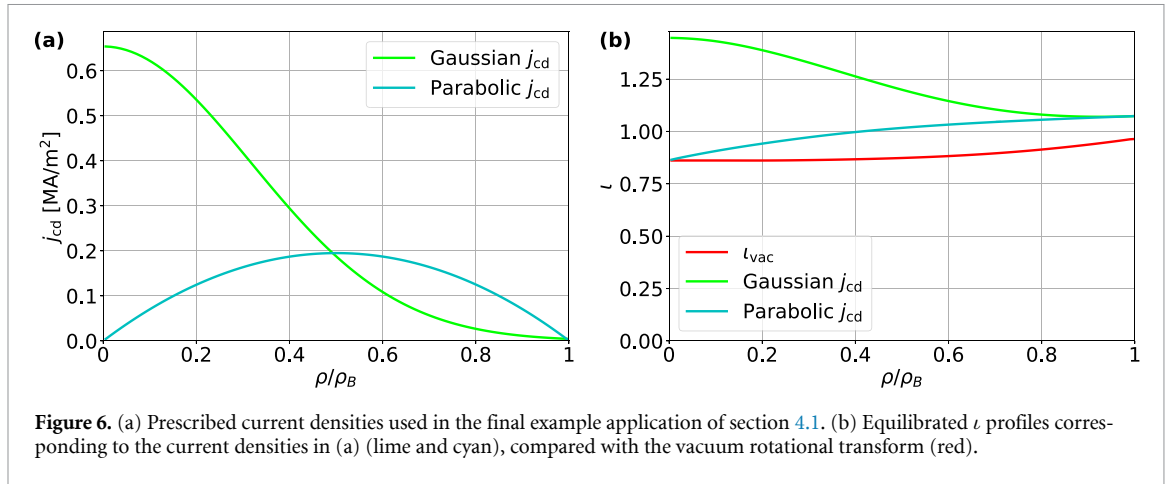 (a)
0.6
0.5
0.4
0.3
0.2
0.1
0.0
j_cd [MA/m²]
Gaussian j_cd
Parabolic j_cd
0 0.2 0.4 0.6 0.8 1
ρ/ρ_B
(b)
1.25
1.00
0.75
0.50
0.25
0.00
ι
ι_vac
Gaussian j_cd
Parabolic j_cd
0 0.2 0.4 0.6 0.8 1
ρ/ρ_B
Figure 6. (a) Prescribed current densities used in the final example application of section 4.1. (b) Equilibrated ι profiles corres-
ponding to the current densities in (a) (lime and cyan), compared with the vacuum rotational transform (red).